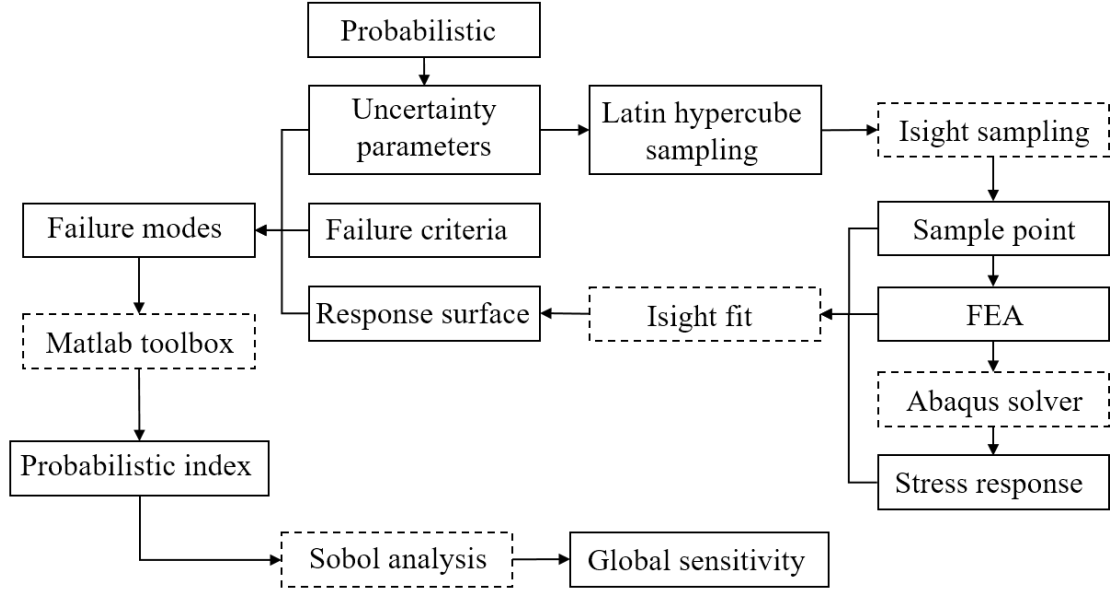 Probabilistic
Uncertainty
parameters
Latin hypercube
sampling
Isight sampling
Failure modes
Failure criteria
Sample point
Response surface
Isight fit
FEA
Matlab toolbox
Abaqus solver
Probabilistic index
Stress response
Sobol analysis
Global sensitivity